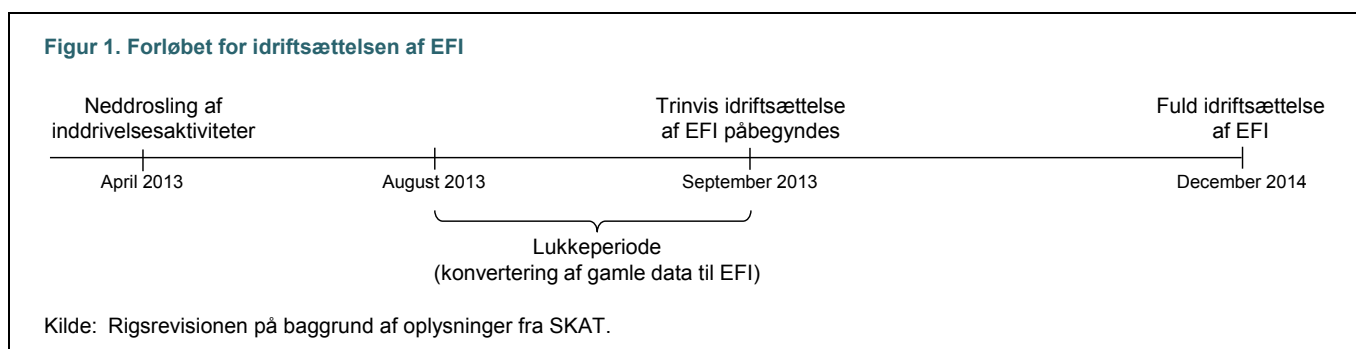 Figur 1. Forløbet for idriftsættelsen af EFI
Neddrosling af
inddrivelsesaktiviteter
Trinvis idriftsættelse
af EFI påbegyndes
Fuld idriftsættelse
af EFI
April 2013
August 2013
September 2013
December 2014
Lukkeperiode
(konvertering af gamle data til EFI)
Kilde: Rigsrevisionen på baggrund af oplysninger fra SKAT.